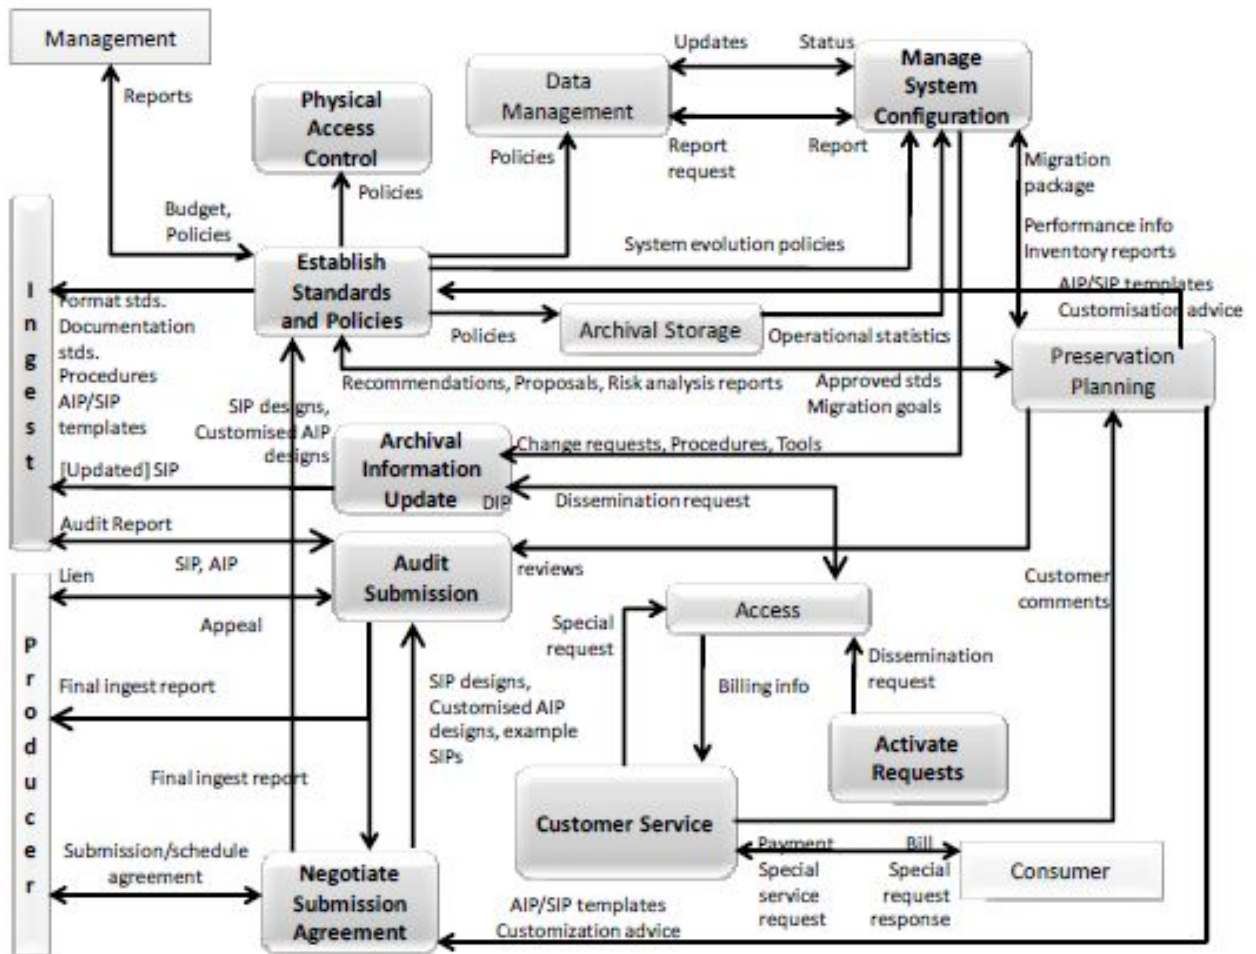 Management
Updates
Status
Manage
System
Configuration
Data
Management
Reports
Physical
Access
Control
Policies
Report
request
Report
Migration
package
Policies
Budget,
Policies
System evolution policies
Performance info
Inventory reports
Establish
Standards
and Policies
AIP/SIP templates
Customisation advice
Ingest
Format stds.
Documentation
stds.
Procedures
AIP/SIP
templates
Policies
Archival Storage
Operational statistics
Preservation
Planning
Recommendations, Proposals, Risk analysis reports
Approved stds
Migration goals
SIP designs,
Customised AIP
designs
Archival
Information
Update
Change requests, Procedures, Tools
[Updated] SIP
DIP
Dissemination request
Audit Report
SIP, AIP
Audit
Submission
reviews
Lien
Appeal
Customer
comments
Producer
Special
request
Access
Final ingest report
SIP designs,
Customised AIP
designs, example
SIPs
Billing info
Dissemination
request
Activate
Requests
Final ingest report
Customer Service
Submission/schedule
agreement
Negotiate
Submission
Agreement
Payment
Special
service
request
Bill
Special
request
response
Consumer
AIP/SIP templates
Customization advice